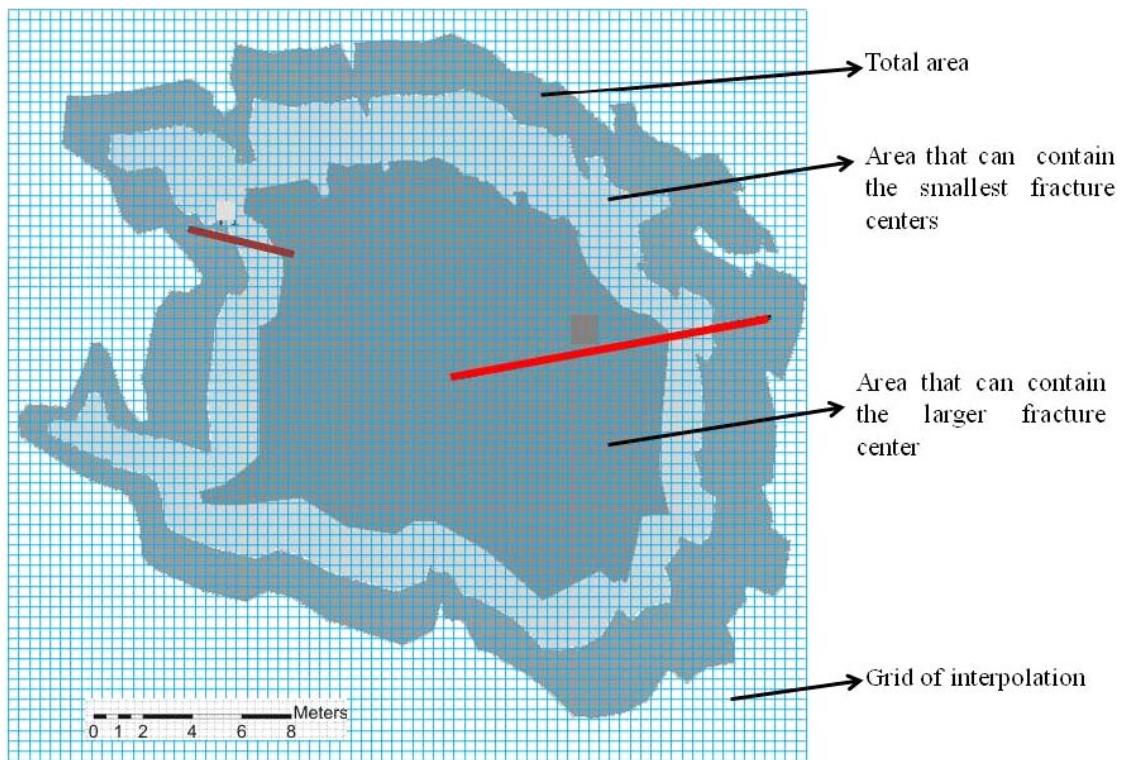 Total area
Area that can contain
the smallest fracture
centers
Area that can contain
the larger fracture
center
Grid of interpolation
Meters
0 1 2 4 6 8